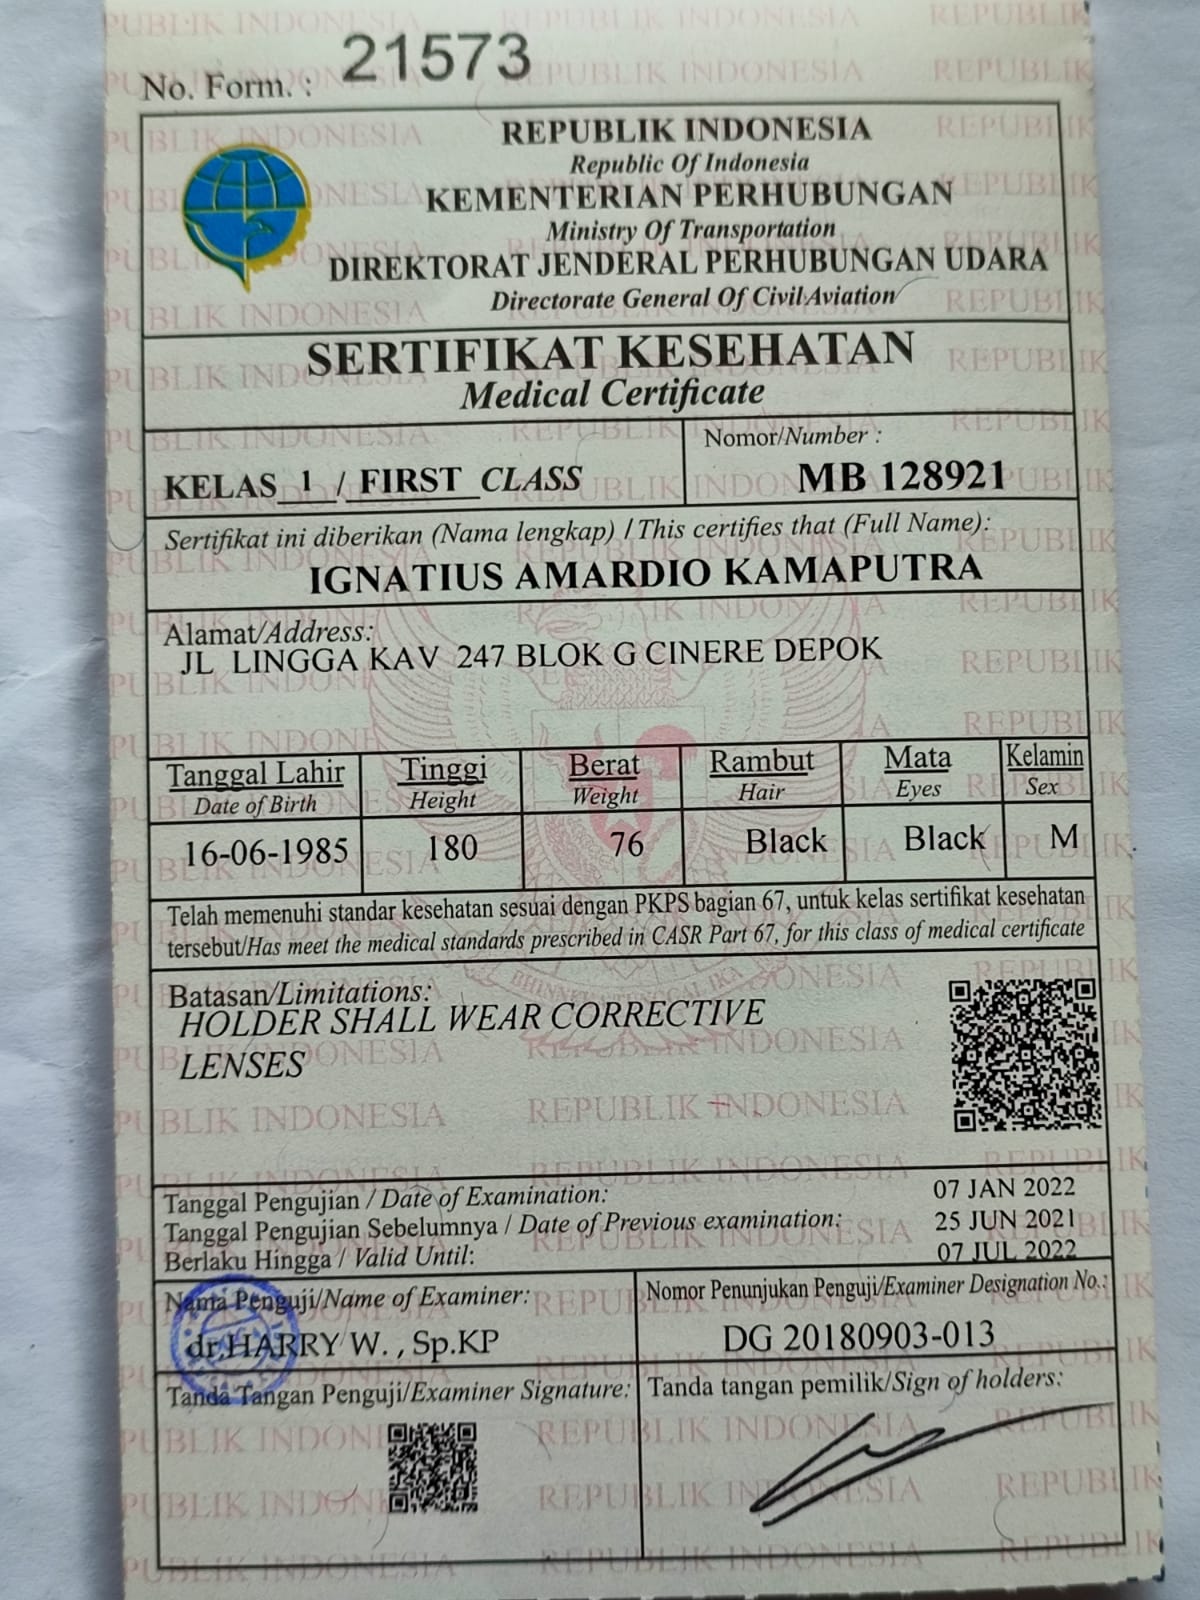 No. Form. : 21573
REPUBLIK INDONESIA
Republic Of Indonesia
KEMENTERIAN PERHUBUNGAN
Ministry Of Transportation
DIREKTORAT JENDERAL PERHUBUNGAN UDARA
Directorate General Of Civil Aviation
SERTIFIKAT KESEHATAN
Medical Certificate
KELAS 1 / FIRST CLASS
Nomor/Number :
MB 128921
Sertifikat ini diberikan (Nama lengkap) / This certifies that (Full Name):
IGNATIUS AMARDIO KAMAPUTRA
Alamat/Address:
JL LINGGA KAV 247 BLOK G CINERE DEPOK
Tanggal Lahir Tinggi Berat Rambut Mata Kelamin
Date of Birth Height Weight Hair Eyes Sex
16-06-1985 180 76 Black Black M
Telah memenuhi standar kesehatan sesuai dengan PKPS bagian 67, untuk kelas sertifikat kesehatan
tersebut/Has meet the medical standards prescribed in CASR Part 67, for this class of medical certificate
Batasan/Limitations:
HOLDER SHALL WEAR CORRECTIVE
LENSES
Tanggal Pengujian / Date of Examination: 07 JAN 2022
Tanggal Pengujian Sebelumnya / Date of Previous examination: 25 JUN 2021
Berlaku Hingga / Valid Until: 07 JUL 2022
Nama Penguji/Name of Examiner:
dr.HARRY W. , Sp.KP
Nomor Penunjukan Penguji/Examiner Designation No.:
DG 20180903-013
Tanda Tangan Penguji/Examiner Signature:
Tanda tangan pemilik/Sign of holders: